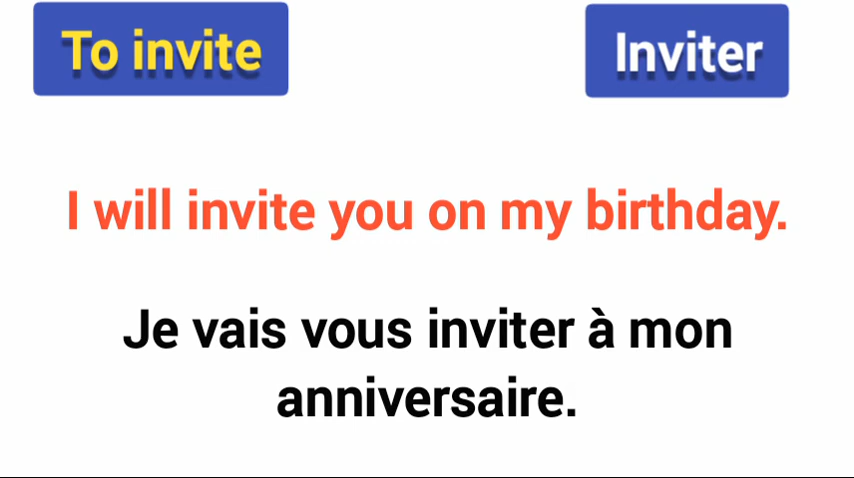 To invite
Inviter
I will invite you on my birthday.
Je vais vous inviter à mon
anniversaire.